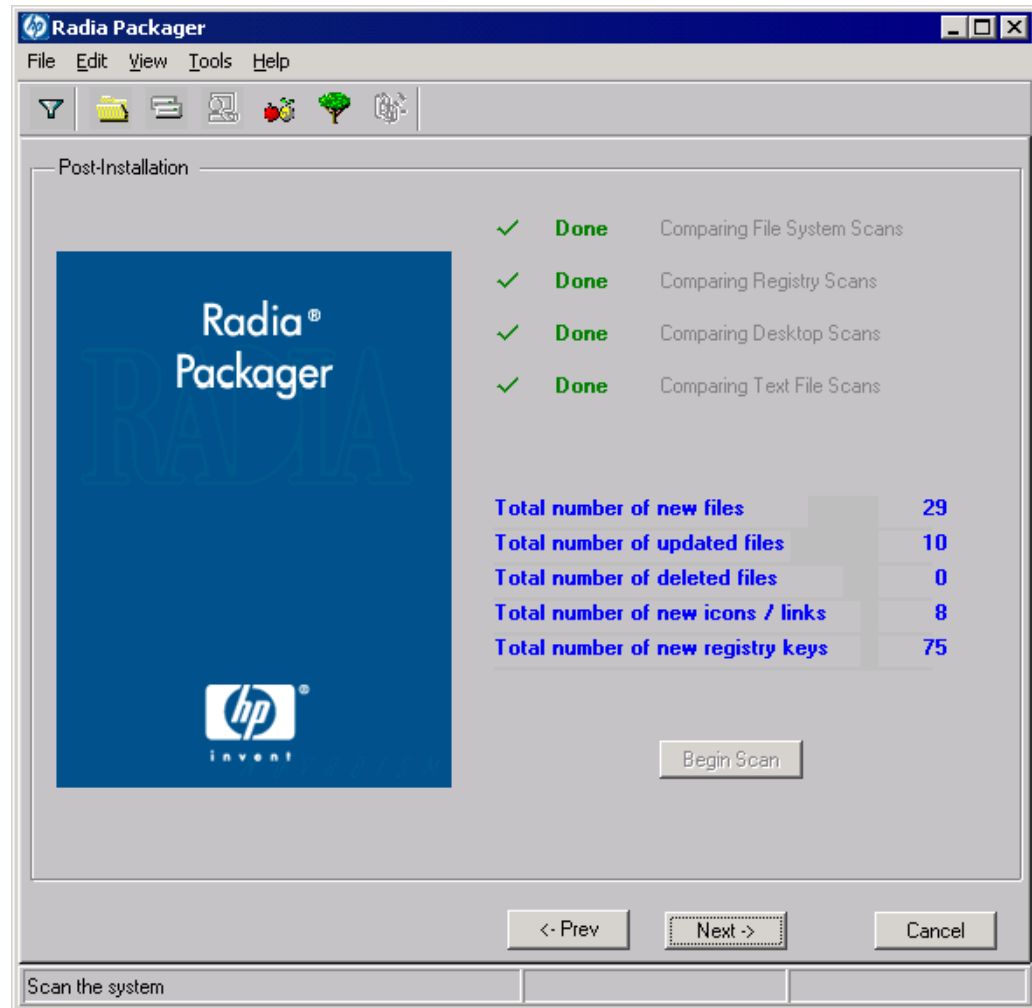 Radia Packager
File Edit View Tools Help
Post-Installation
Radia ®
Packager
RADIA
hp ®
invent
Done Comparing File System Scans
Done Comparing Registry Scans
Done Comparing Desktop Scans
Done Comparing Text File Scans
Total number of new files 29
Total number of updated files 10
Total number of deleted files 0
Total number of new icons / links 8
Total number of new registry keys 75
Begin Scan
<- Prev Next -> Cancel
Scan the system